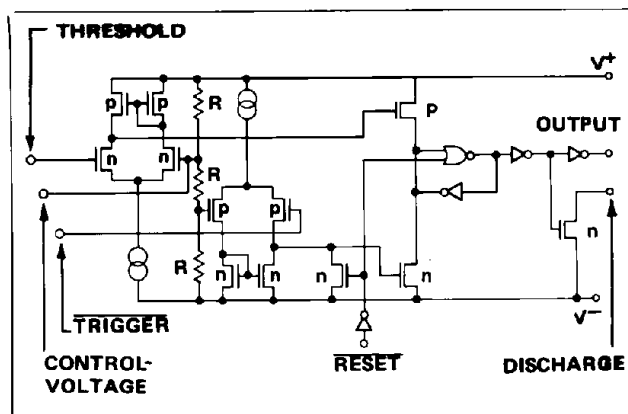 THRESHOLD
V+
p p
R
P
OUTPUT
n n
R
p p
n
R
n n
n
n
V−
TRIGGER
CONTROL-
VOLTAGE
RESET
DISCHARGE